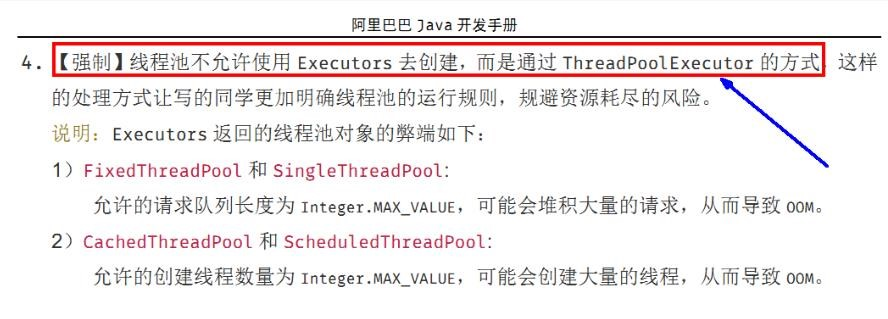 阿里巴巴 Java 开发手册
4.【强制】线程池不允许使用 Executors 去创建，而是通过 ThreadPoolExecutor 的方式，这样
的处理方式让写的同学更加明确线程池的运行规则，规避资源耗尽的风险。
说明：Executors 返回的线程池对象的弊端如下：
1）FixedThreadPool 和 SingleThreadPool:
允许的请求队列长度为 Integer.MAX_VALUE，可能会堆积大量的请求，从而导致 OOM。
2）CachedThreadPool 和 ScheduledThreadPool:
允许的创建线程数量为 Integer.MAX_VALUE，可能会创建大量的线程，从而导致 OOM。